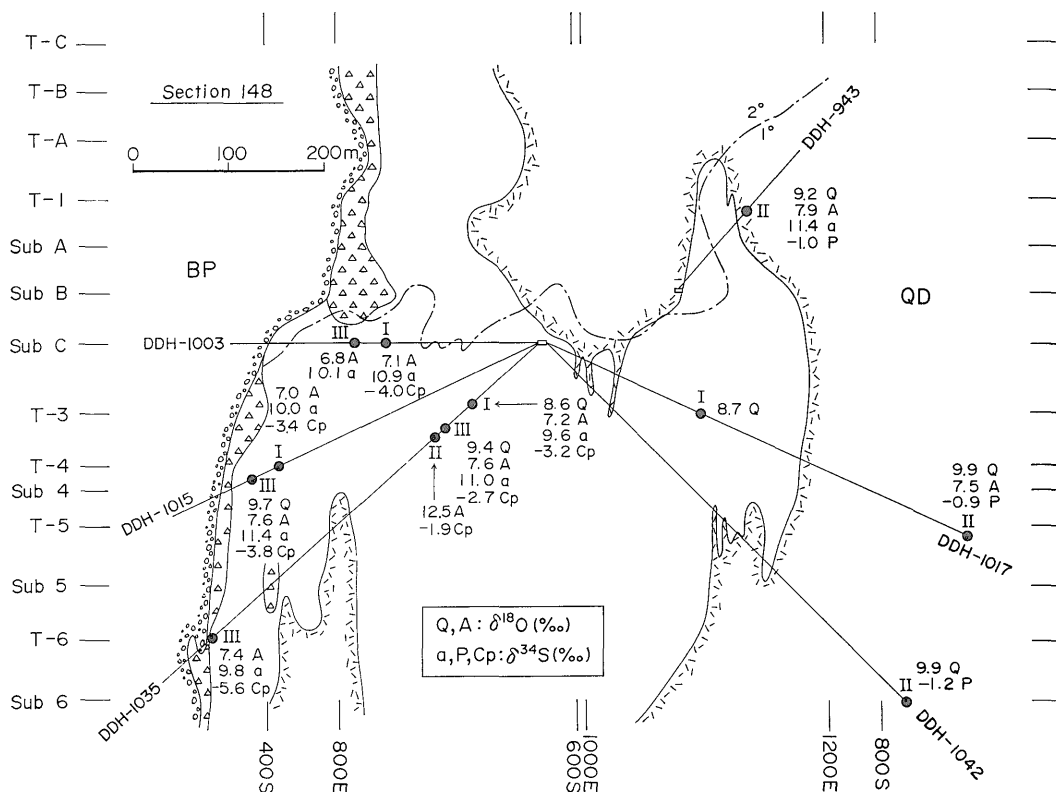 T-C
T-B
T-A
T-1
Sub A
Sub B
Sub C
T-3
T-4
Sub 4
T-5
Sub 5
T-6
Sub 6
Section 148
0 100 200 m
BP
QD
2°
1°
DDH-943
II
9.2 Q
7.9 A
11.4 a
-1.0 P
DDH-1003
III
6.8 A
10.1 a
I
7.1 A
10.9 a
-4.0 Cp
7.0 A
10.0 a
-3.4 Cp
I
III
9.7 Q
7.6 A
11.4 a
-3.8 Cp
DDH-1015
I
8.6 Q
7.2 A
9.6 a
-3.2 Cp
III
9.4 Q
7.6 A
11.0 a
-2.7 Cp
II
12.5 A
-1.9 Cp
I
8.7 Q
9.9 Q
7.5 A
-0.9 P
II
DDH-1017
III
7.4 A
9.8 a
-5.6 Cp
DDH-1035
Q, A : δ18O (‰)
a, P, Cp : δ34S (‰)
9.9 Q
II -1.2 P
DDH-1042
400S
800E
600S
1000E
1200E
800S